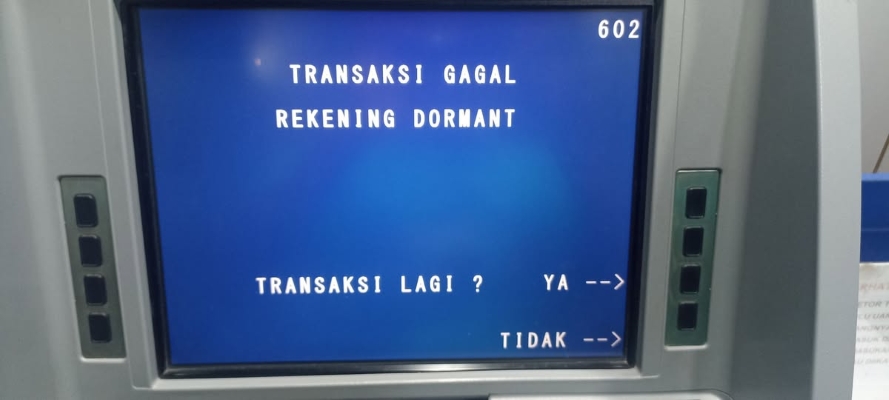 602
TRANSAKSI GAGAL
REKENING DORMANT
TRANSAKSI LAGI ? YA -->
TIDAK -->